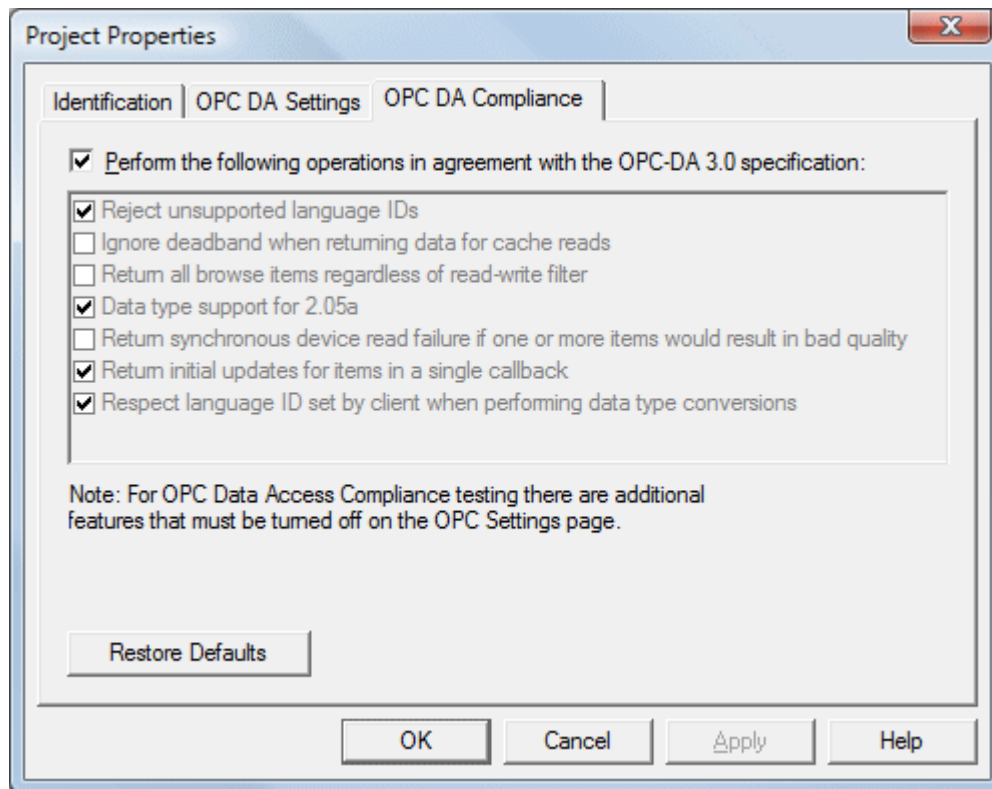 Project Properties
Identification OPC DA Settings OPC DA Compliance
Perform the following operations in agreement with the OPC-DA 3.0 specification:
Reject unsupported language IDs
Ignore deadband when returning data for cache reads
Return all browse items regardless of read-write filter
Data type support for 2.05a
Return synchronous device read failure if one or more items would result in bad quality
Return initial updates for items in a single callback
Respect language ID set by client when performing data type conversions
Note: For OPC Data Access Compliance testing there are additional
features that must be turned off on the OPC Settings page.
Restore Defaults
OK Cancel Apply Help